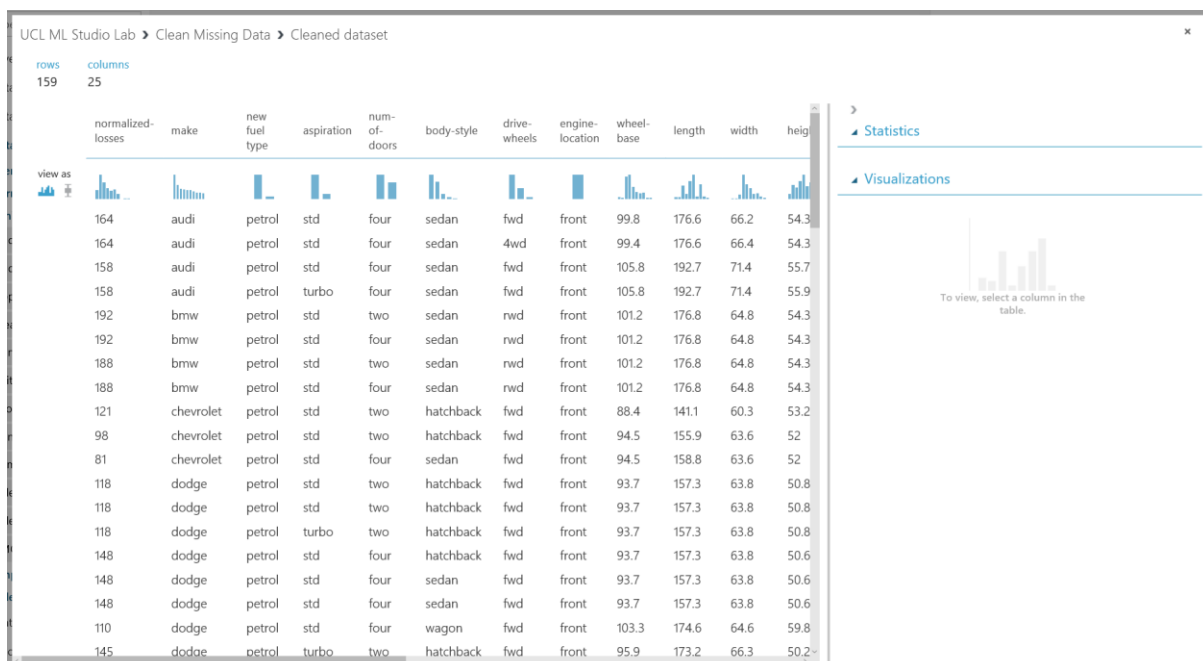 UCL ML Studio Lab > Clean Missing Data > Cleaned dataset ×
rows columns
159 25
normalized-losses make new fuel type aspiration num-of-doors body-style drive-wheels engine-location wheel-base length width heig
view as
164 audi petrol std four sedan fwd front 99.8 176.6 66.2 54.3
164 audi petrol std four sedan 4wd front 99.4 176.6 66.4 54.3
158 audi petrol std four sedan fwd front 105.8 192.7 71.4 55.7
158 audi petrol turbo four sedan fwd front 105.8 192.7 71.4 55.9
192 bmw petrol std two sedan rwd front 101.2 176.8 64.8 54.3
192 bmw petrol std four sedan rwd front 101.2 176.8 64.8 54.3
188 bmw petrol std two sedan rwd front 101.2 176.8 64.8 54.3
188 bmw petrol std four sedan rwd front 101.2 176.8 64.8 54.3
121 chevrolet petrol std two hatchback fwd front 88.4 141.1 60.3 53.2
98 chevrolet petrol std two hatchback fwd front 94.5 155.9 63.6 52
81 chevrolet petrol std four sedan fwd front 94.5 158.8 63.6 52
118 dodge petrol std two hatchback fwd front 93.7 157.3 63.8 50.8
118 dodge petrol std two hatchback fwd front 93.7 157.3 63.8 50.8
118 dodge petrol turbo two hatchback fwd front 93.7 157.3 63.8 50.8
148 dodge petrol std four hatchback fwd front 93.7 157.3 63.8 50.6
148 dodge petrol std four sedan fwd front 93.7 157.3 63.8 50.6
148 dodge petrol std four sedan fwd front 93.7 157.3 63.8 50.6
110 dodge petrol std four wagon fwd front 103.3 174.6 64.6 59.8
145 dodge petrol turbo two hatchback fwd front 95.9 173.2 66.3 50.2
Statistics
Visualizations
To view, select a column in the
table.